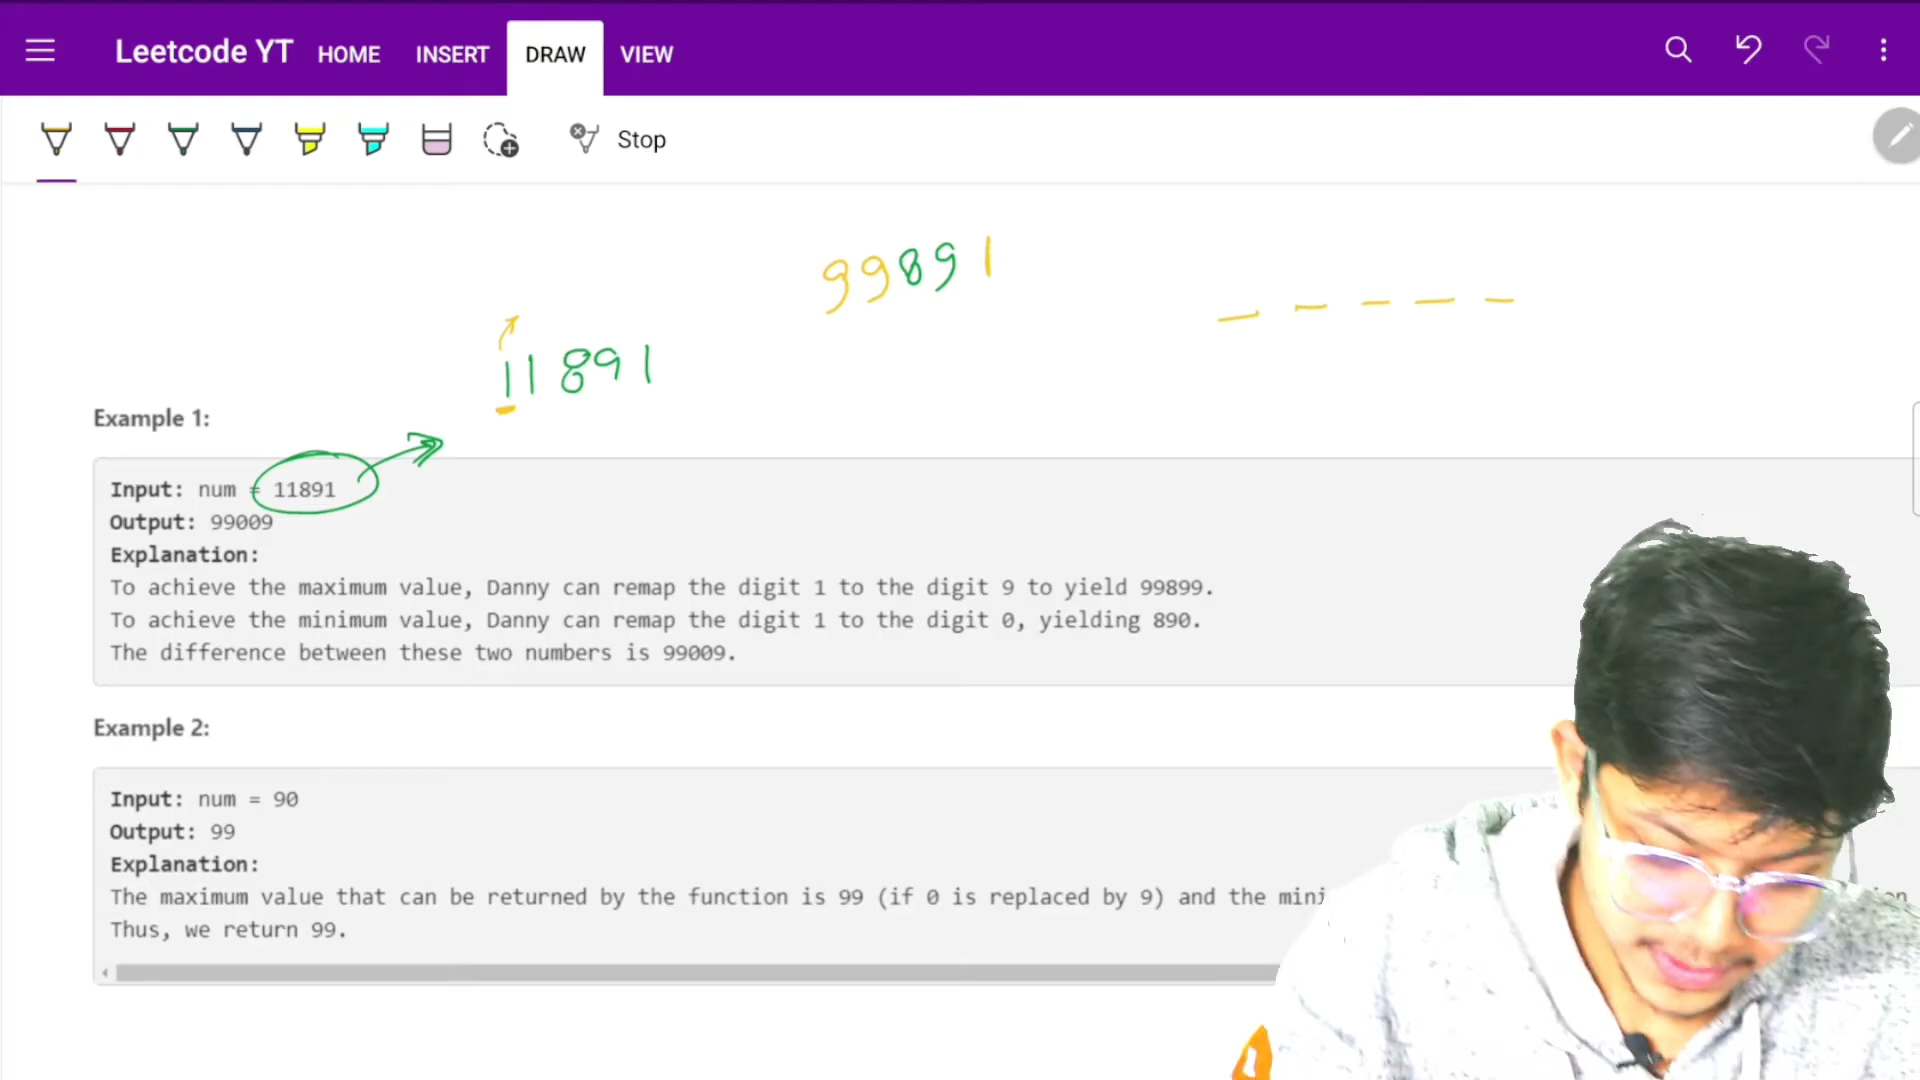 Leetcode YT HOME INSERT DRAW VIEW
Stop
99891
11891
Example 1:
Input: num = 11891
Output: 99009
Explanation:
To achieve the maximum value, Danny can remap the digit 1 to the digit 9 to yield 99899.
To achieve the minimum value, Danny can remap the digit 1 to the digit 0, yielding 890.
The difference between these two numbers is 99009.
Example 2:
Input: num = 90
Output: 99
Explanation:
The maximum value that can be returned by the function is 99 (if 0 is replaced by 9) and the
Thus, we return 99.